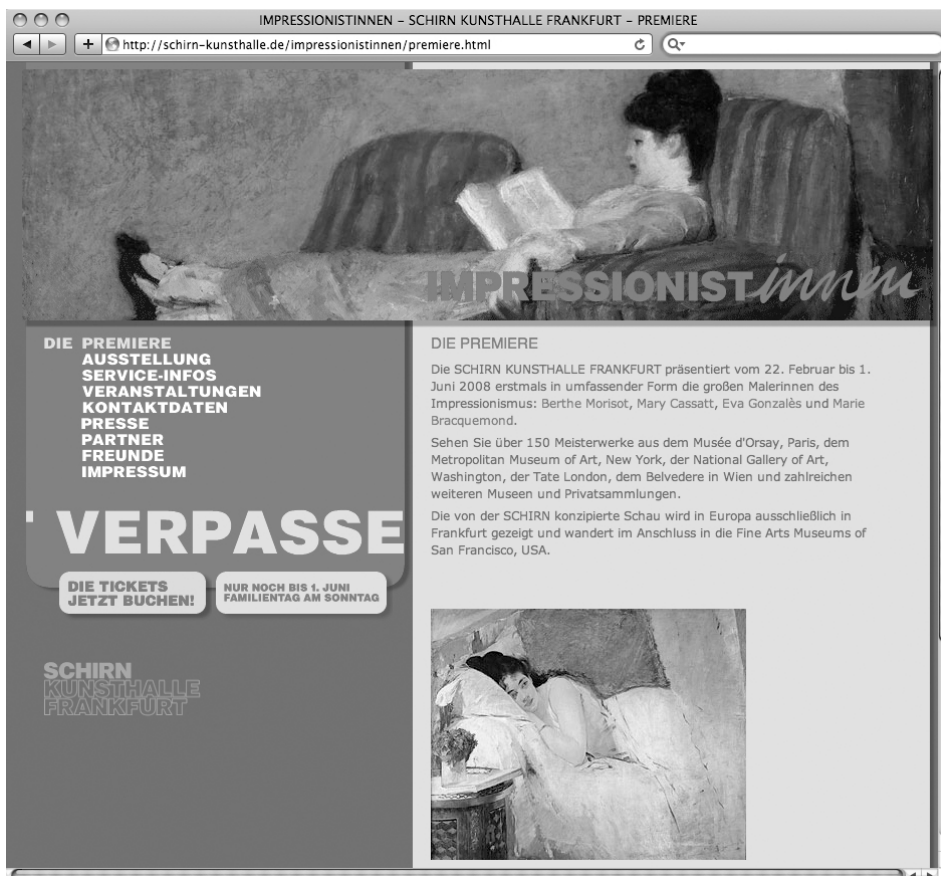 IMPRESSIONISTINNEN – SCHIRN KUNSTHALLE FRANKFURT – PREMIERE
http://schirn-kunsthalle.de/impressionistinnen/premiere.html
IMPRESSIONISTinnen
DIE PREMIERE
AUSSTELLUNG
SERVICE-INFOS
VERANSTALTUNGEN
KONTAKTDATEN
PRESSE
PARTNER
FREUNDE
IMPRESSUM
VERPASSE
DIE TICKETS
JETZT BUCHEN!
NUR NOCH BIS 1. JUNI
FAMILIENTAG AM SONNTAG
SCHIRN
KUNSTHALLE
FRANKFURT
DIE PREMIERE
Die SCHIRN KUNSTHALLE FRANKFURT präsentiert vom 22. Februar bis 1.
Juni 2008 erstmals in umfassender Form die großen Malerinnen des
Impressionismus: Berthe Morisot, Mary Cassatt, Eva Gonzalès und Marie
Bracquemond.
Sehen Sie über 150 Meisterwerke aus dem Musée d'Orsay, Paris, dem
Metropolitan Museum of Art, New York, der National Gallery of Art,
Washington, der Tate London, dem Belvedere in Wien und zahlreichen
weiteren Museen und Privatsammlungen.
Die von der SCHIRN konzipierte Schau wird in Europa ausschließlich in
Frankfurt gezeigt und wandert im Anschluss in die Fine Arts Museums of
San Francisco, USA.